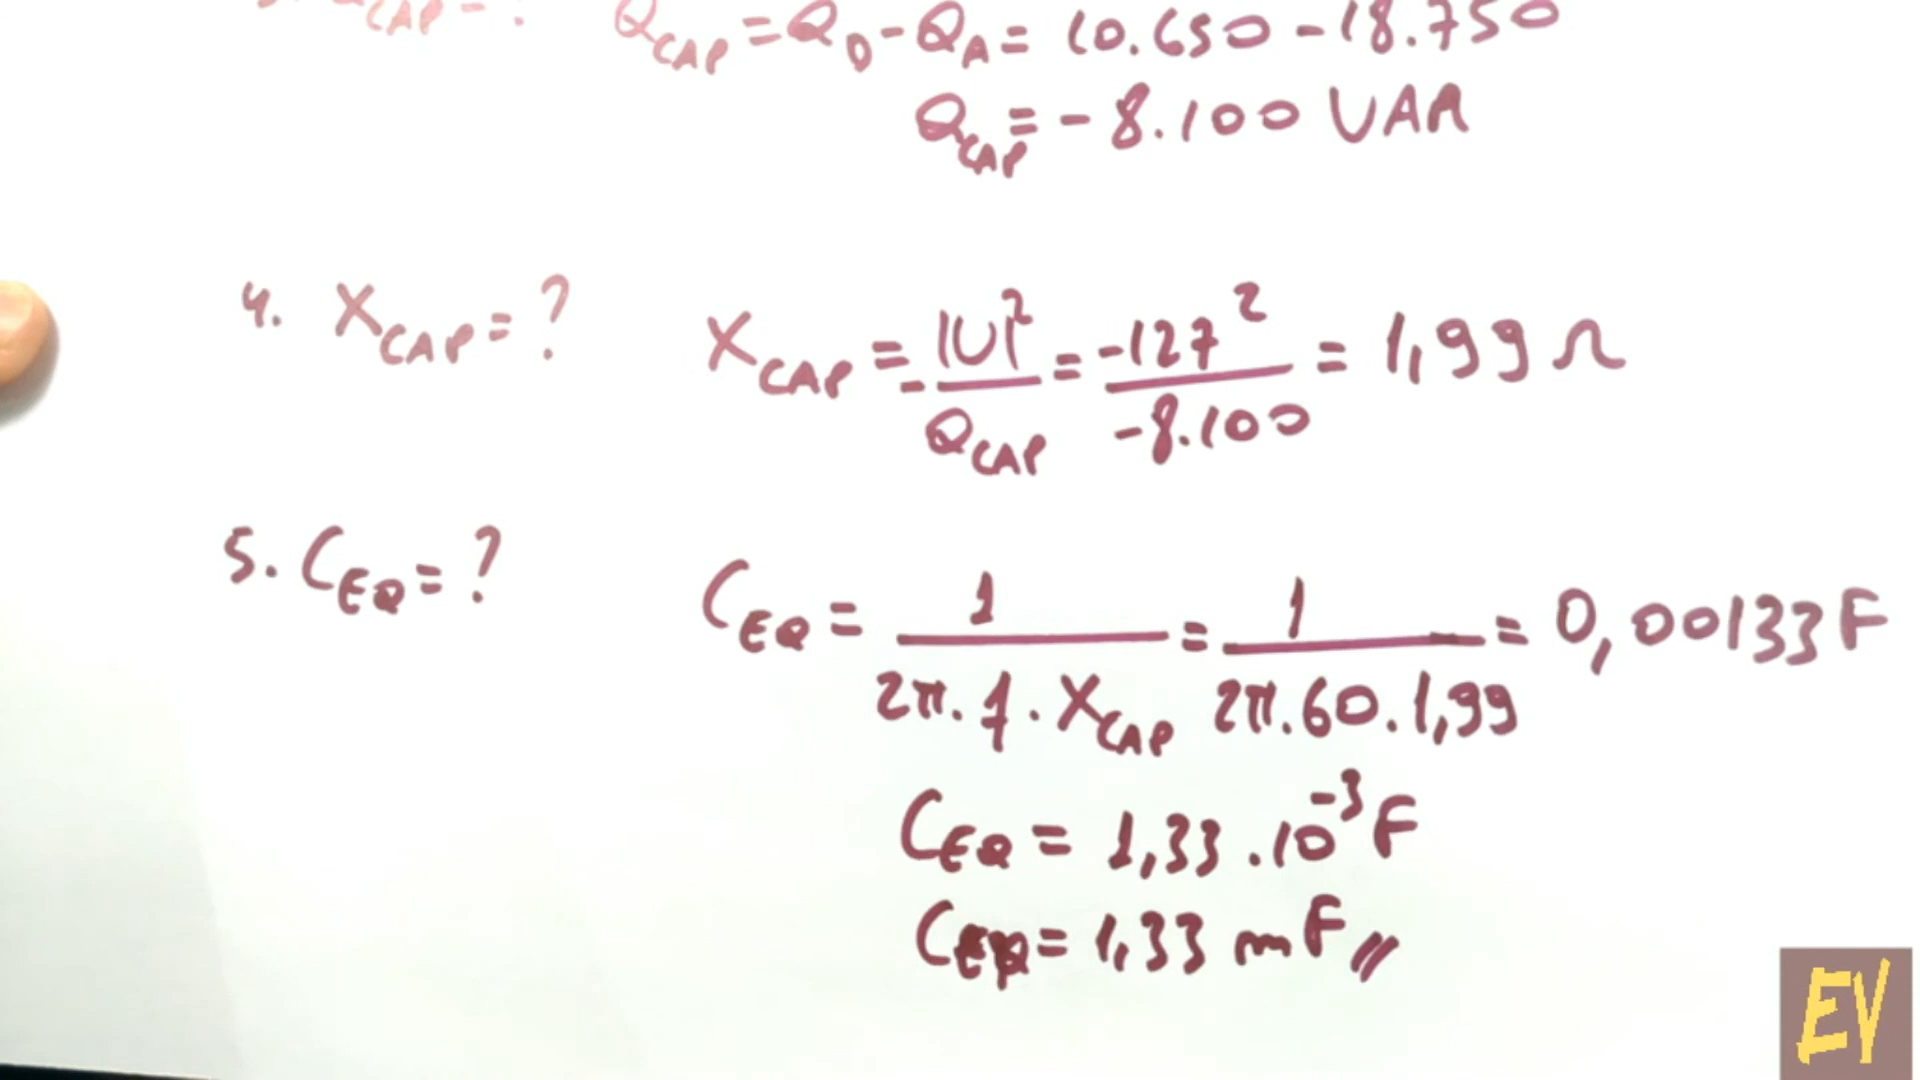 Q_CAP = Q_D - Q_A = 10.650 - 18.750
Q_CAP = -8.100 VAR
4. X_CAP = ? X_CAP = - |U|² / Q_CAP = -127² / -8.100 = 1,99 Ω
5. C_EQ = ? C_EQ = 1 / 2π.f.X_CAP = 1 / 2π.60.1,99 = 0,00133 F
C_EQ = 1,33 .10⁻³ F
C_EQ = 1,33 mF //
EV